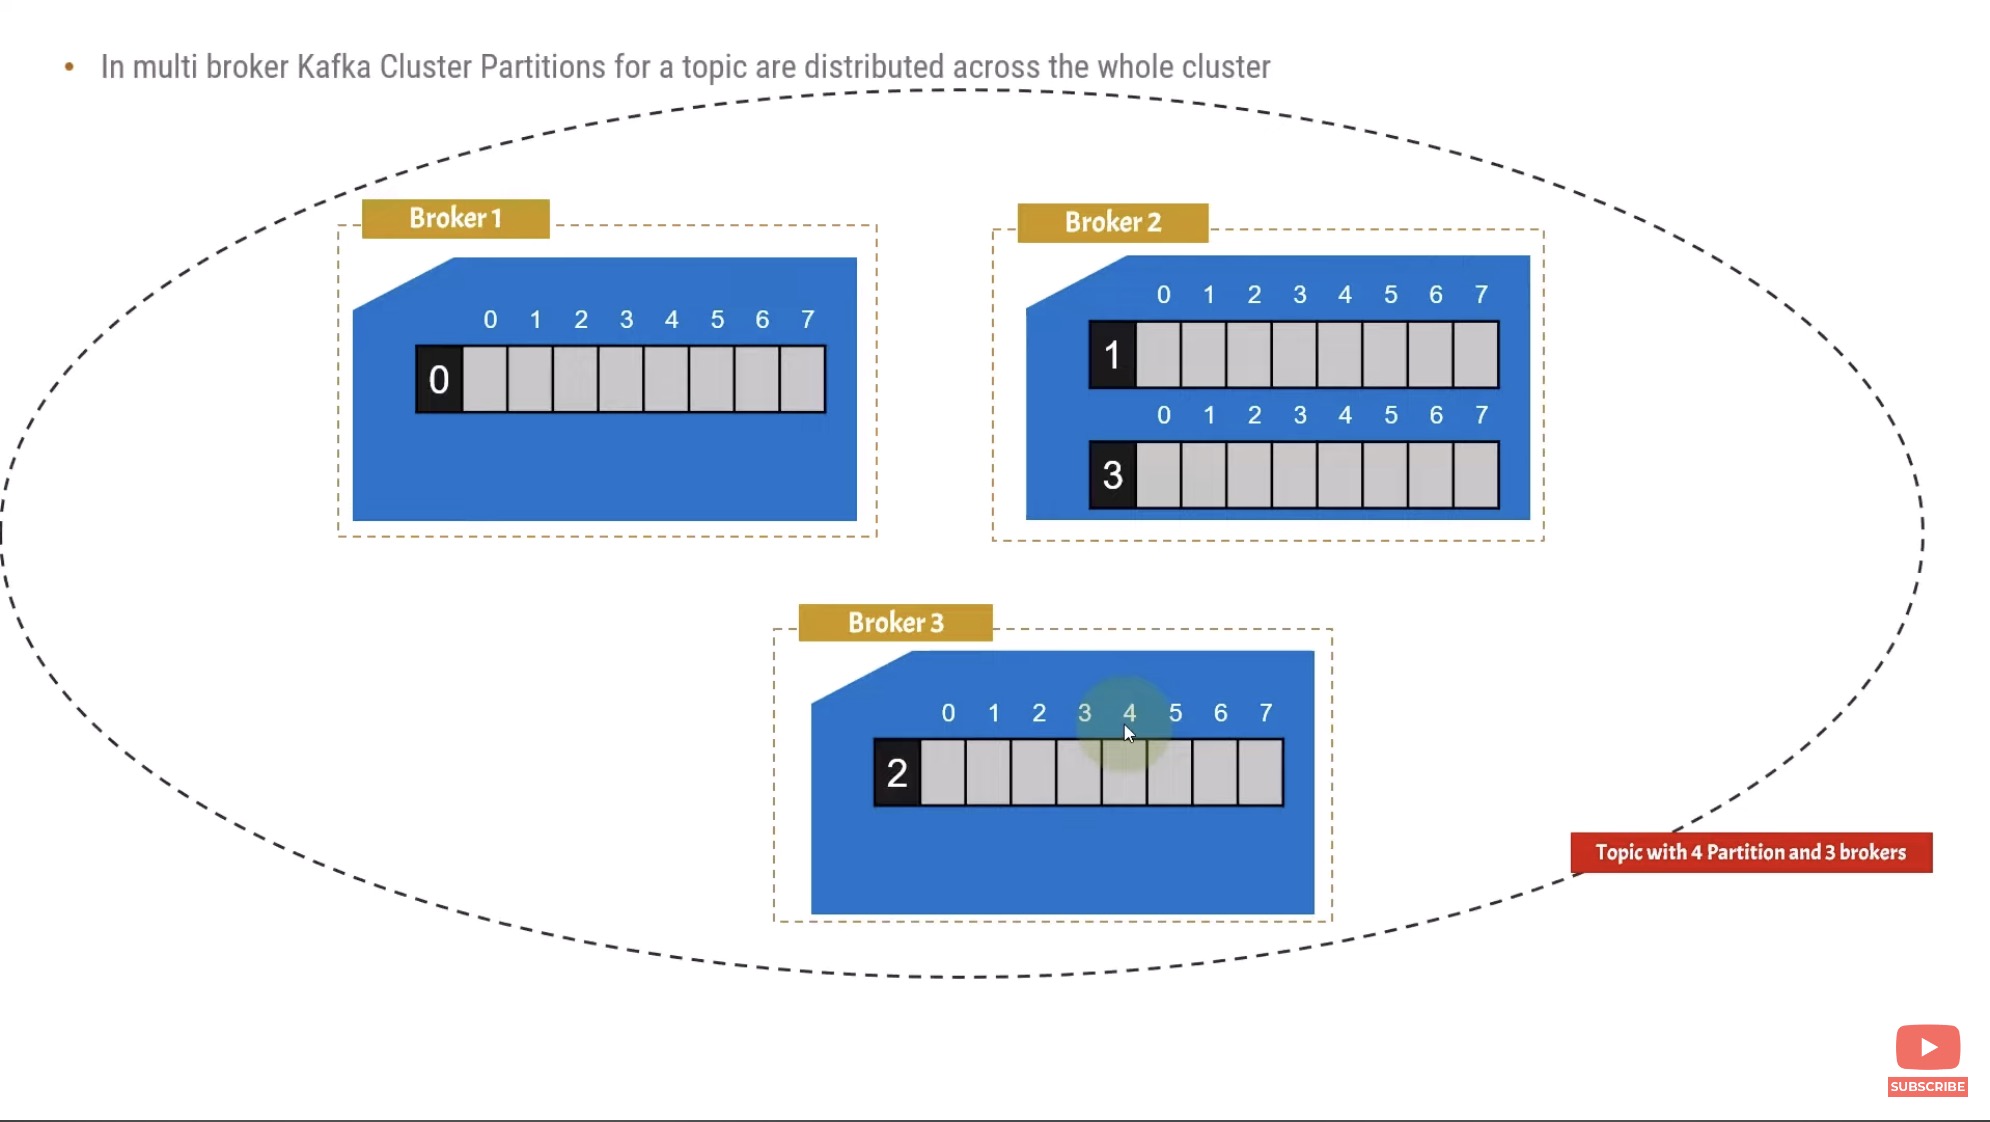 • In multi broker Kafka Cluster Partitions for a topic are distributed across the whole cluster
Broker 1
0 1 2 3 4 5 6 7
0
Broker 2
0 1 2 3 4 5 6 7
1
0 1 2 3 4 5 6 7
3
Broker 3
0 1 2 3 4 5 6 7
2
Topic with 4 Partition and 3 brokers
SUBSCRIBE